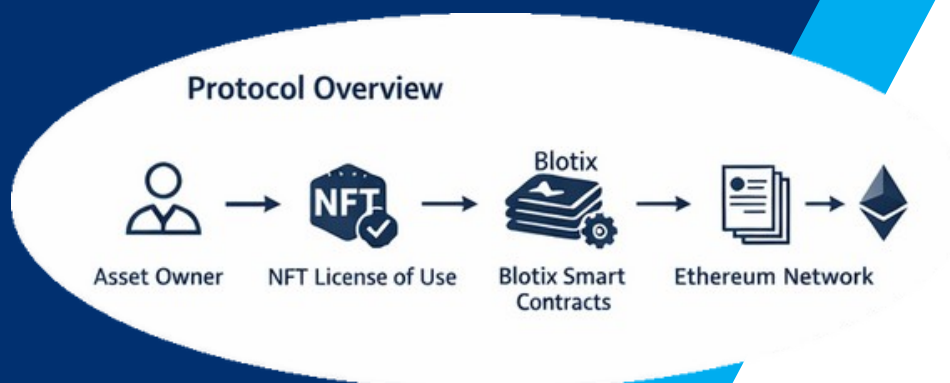 Protocol Overview
NFT
Blotix
Asset Owner
NFT License of Use
Blotix Smart
Contracts
Ethereum Network